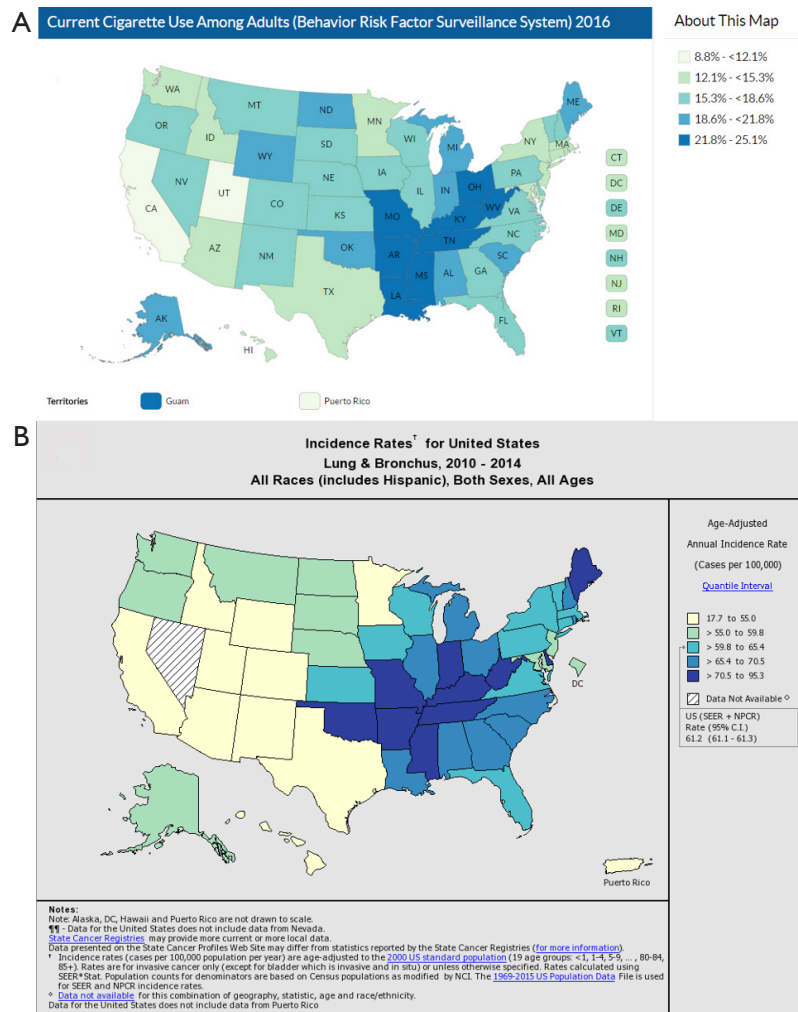 A
Current Cigarette Use Among Adults (Behavior Risk Factor Surveillance System) 2016
About This Map
8.8% - <12.1%
12.1% - <15.3%
15.3% - <18.6%
18.6% - <21.8%
21.8% - 25.1%
WA
MT
ND
MN
ME
OR
ID
SD
WI
MI
NY
MA
WY
IA
PA
NE
NV
UT
IL
IN
OH
CA
CO
WV
VA
KS
MO
KY
NC
AZ
NM
OK
AR
TN
SC
MS
AL
GA
TX
LA
FL
AK
HI
CT
DC
DE
MD
NH
NJ
RI
VT
Territories
Guam
Puerto Rico
B
Incidence Rates† for United States
Lung & Bronchus, 2010 - 2014
All Races (includes Hispanic), Both Sexes, All Ages
Age-Adjusted
Annual Incidence Rate
(Cases per 100,000)
Quantile Interval
17.7 to 55.0
> 55.0 to 59.8
> 59.8 to 65.4
> 65.4 to 70.5
> 70.5 to 95.3
Data Not Available ◇
US (SEER + NPCR)
Rate (95% C.I.)
61.2 (61.1 - 61.3)
DC
Puerto Rico
Notes:
Note: Alaska, DC, Hawaii and Puerto Rico are not drawn to scale.
¶¶ - Data for the United States does not include data from Nevada.
State Cancer Registries may provide more current or more local data.
Data presented on the State Cancer Profiles Web Site may differ from statistics reported by the State Cancer Registries (for more information).
† Incidence rates (cases per 100,000 population per year) are age-adjusted to the 2000 US standard population (19 age groups: <1, 1-4, 5-9, ... , 80-84,
85+). Rates are for invasive cancer only (except for bladder which is invasive and in situ) or unless otherwise specified. Rates calculated using
SEER*Stat. Population counts for denominators are based on Census populations as modified by NCI. The 1969-2015 US Population Data File is used
for SEER and NPCR incidence rates.
◇ Data not available for this combination of geography, statistic, age and race/ethnicity.
Data for the United States does not include data from Puerto Rico